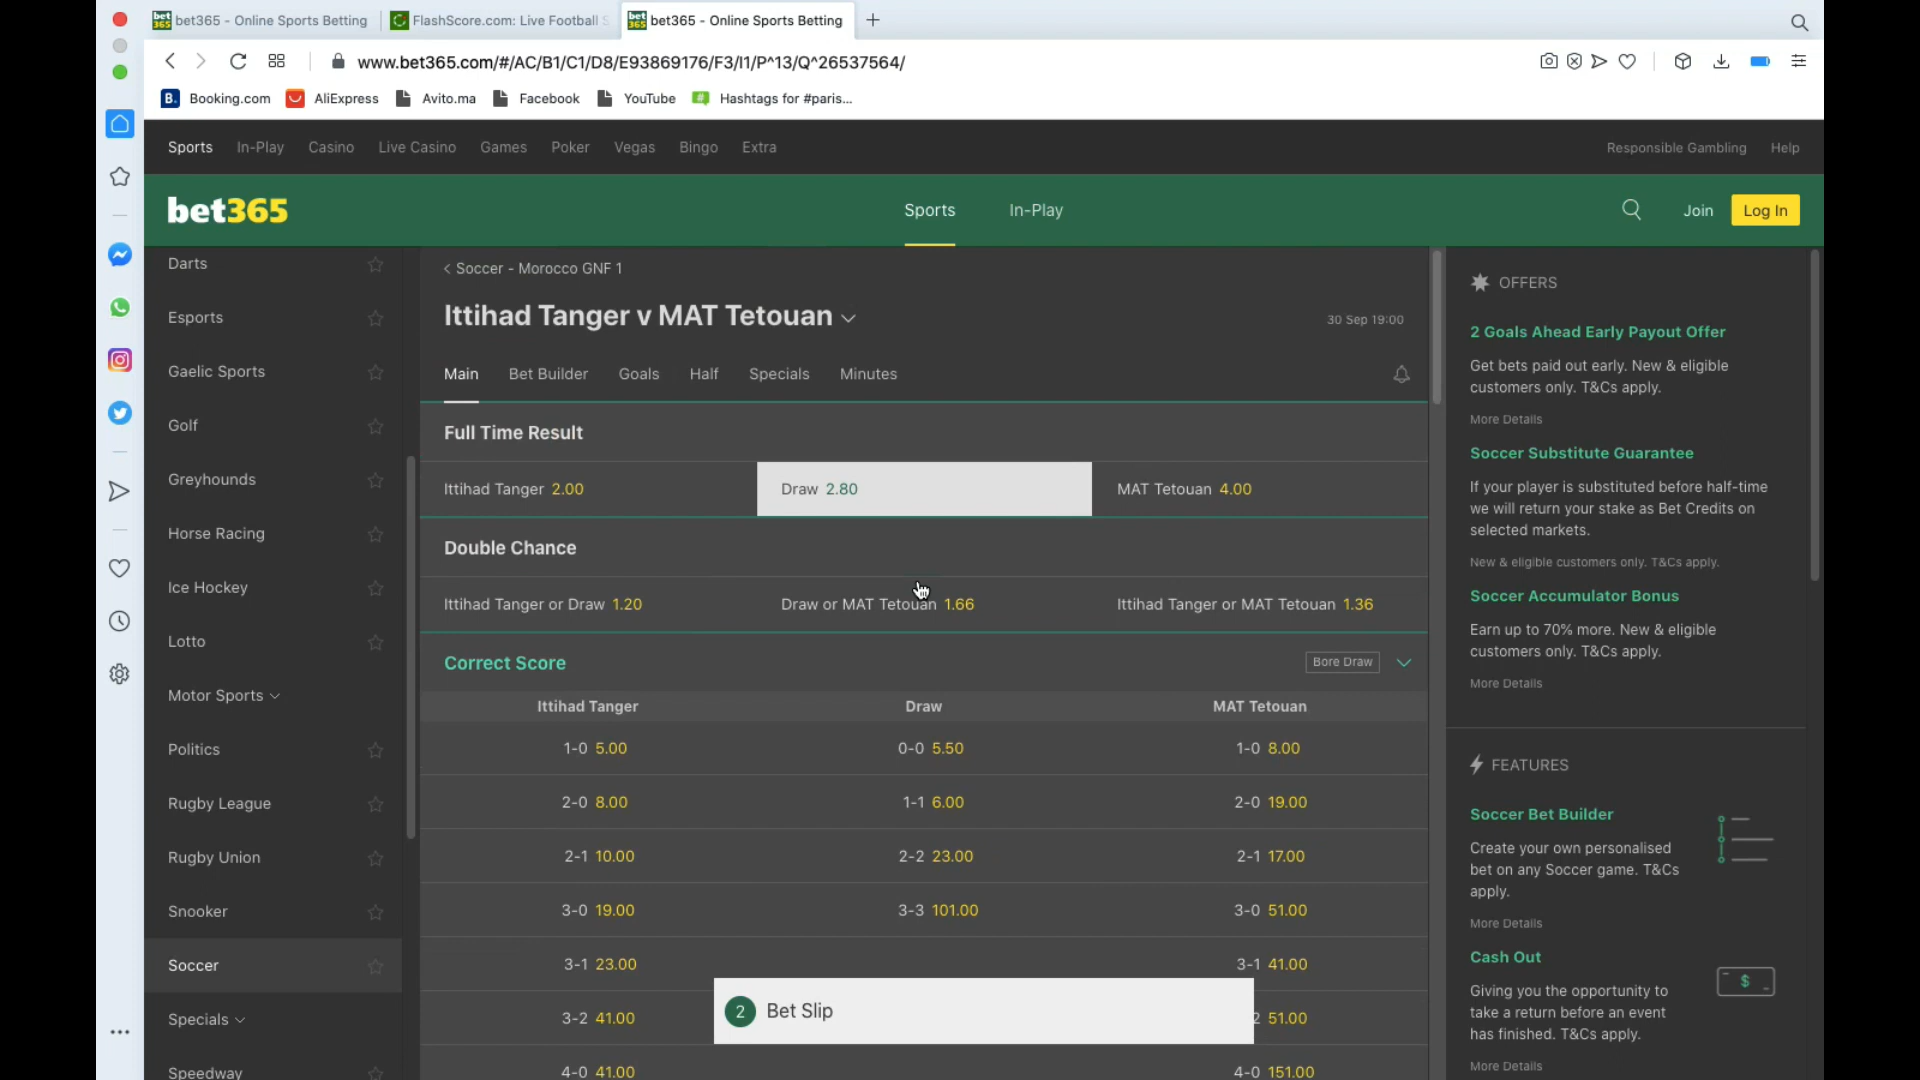 bet365 - Online Sports Betting
FlashScore.com: Live Football S
bet365 - Online Sports Betting
www.bet365.com/#/AC/B1/C1/D8/E93869176/F3/I1/P^13/Q^26537564/
B. Booking.com
AliExpress
Avito.ma
Facebook
YouTube
# Hashtags for #paris...
Sports In-Play Casino Live Casino Games Poker Vegas Bingo Extra
Responsible Gambling Help
bet365
Sports In-Play
Join
Log In
Darts
Esports
Gaelic Sports
Golf
Greyhounds
Horse Racing
Ice Hockey
Lotto
Motor Sports
Politics
Rugby League
Rugby Union
Snooker
Soccer
Specials
Speedway
< Soccer - Morocco GNF 1
Ittihad Tanger v MAT Tetouan
30 Sep 19:00
Main Bet Builder Goals Half Specials Minutes
Full Time Result
Ittihad Tanger 2.00 Draw 2.80 MAT Tetouan 4.00
Double Chance
Ittihad Tanger or Draw 1.20 Draw or MAT Tetouan 1.66 Ittihad Tanger or MAT Tetouan 1.36
Correct Score
Bore Draw
Ittihad Tanger Draw MAT Tetouan
1-0 5.00 0-0 5.50 1-0 8.00
2-0 8.00 1-1 6.00 2-0 19.00
2-1 10.00 2-2 23.00 2-1 17.00
3-0 19.00 3-3 101.00 3-0 51.00
3-1 23.00 3-1 41.00
3-2 41.00 2 51.00
4-0 41.00 4-0 151.00
2 Bet Slip
OFFERS
2 Goals Ahead Early Payout Offer
Get bets paid out early. New & eligible
customers only. T&Cs apply.
More Details
Soccer Substitute Guarantee
If your player is substituted before half-time
we will return your stake as Bet Credits on
selected markets.
New & eligible customers only. T&Cs apply.
Soccer Accumulator Bonus
Earn up to 70% more. New & eligible
customers only. T&Cs apply.
More Details
FEATURES
Soccer Bet Builder
Create your own personalised
bet on any Soccer game. T&Cs
apply.
More Details
Cash Out
Giving you the opportunity to
take a return before an event
has finished. T&Cs apply.
More Details
$